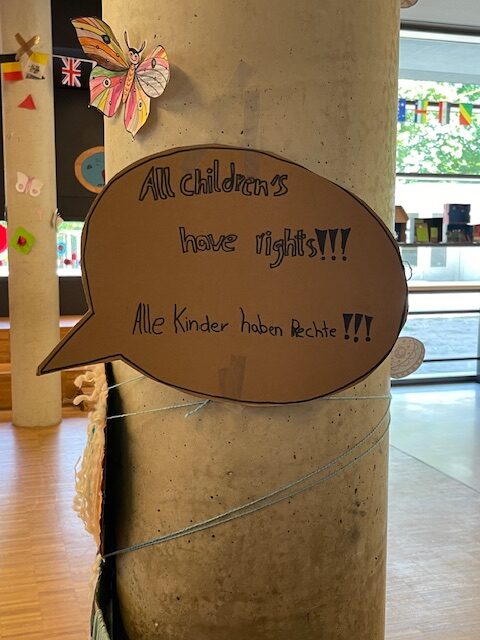 All children's
have rights!!!
Alle Kinder haben Rechte!!!